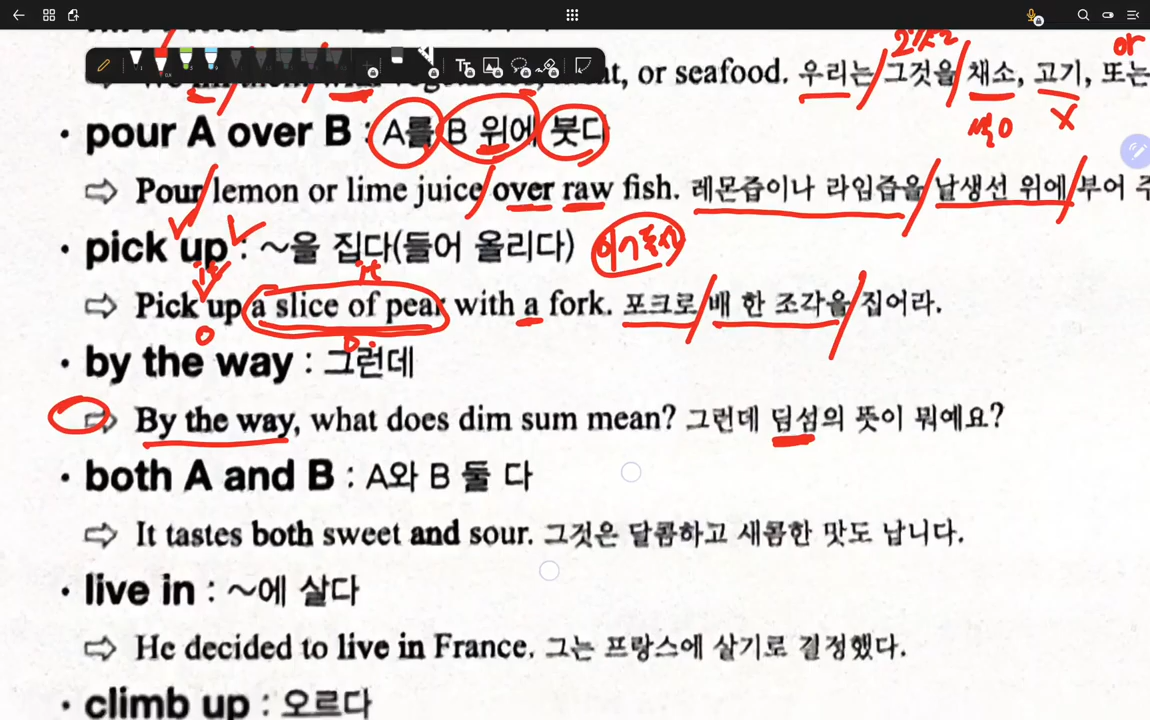 at, or seafood. 우리는 그것을 채소, 고기, 또는
or
pour A over B : A를 B 위에 붓다
X
Pour lemon or lime juice over raw fish. 레몬즙이나 라임즙을 날생선 위에 부어 주
pick up : ~을 집다(들어 올리다) 이어동사
it it
Pick up a slice of pear with a fork. 포크로 배 한 조각을 집어라.
by the way : 그런데
By the way, what does dim sum mean? 그런데 딤섬의 뜻이 뭐예요?
both A and B : A와 B 둘 다
It tastes both sweet and sour. 그것은 달콤하고 새콤한 맛도 납니다.
live in : ~에 살다
He decided to live in France. 그는 프랑스에 살기로 결정했다.
climb up : 오르다